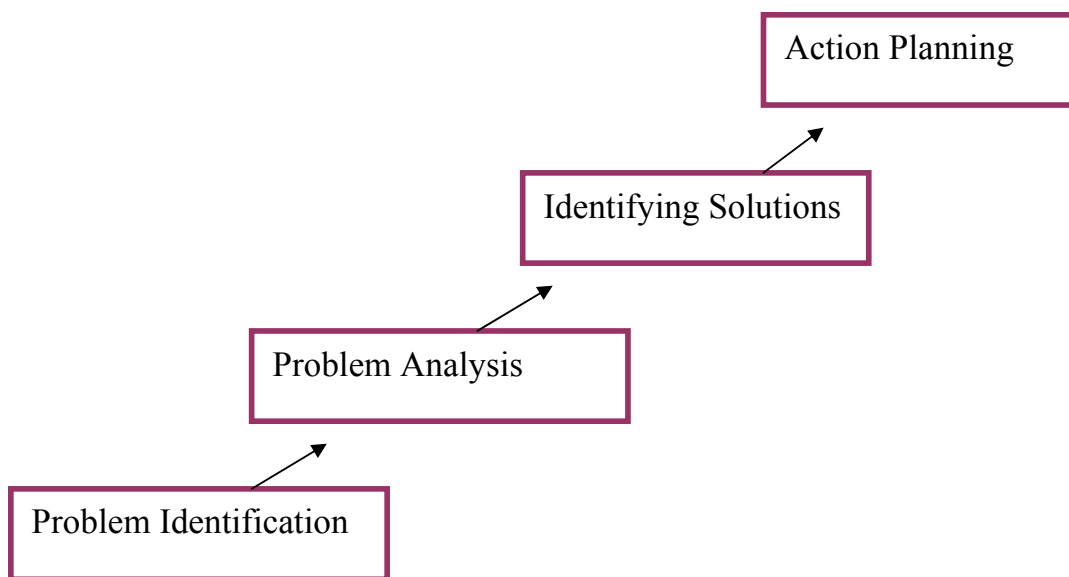 Action Planning
Identifying Solutions
Problem Analysis
Problem Identification